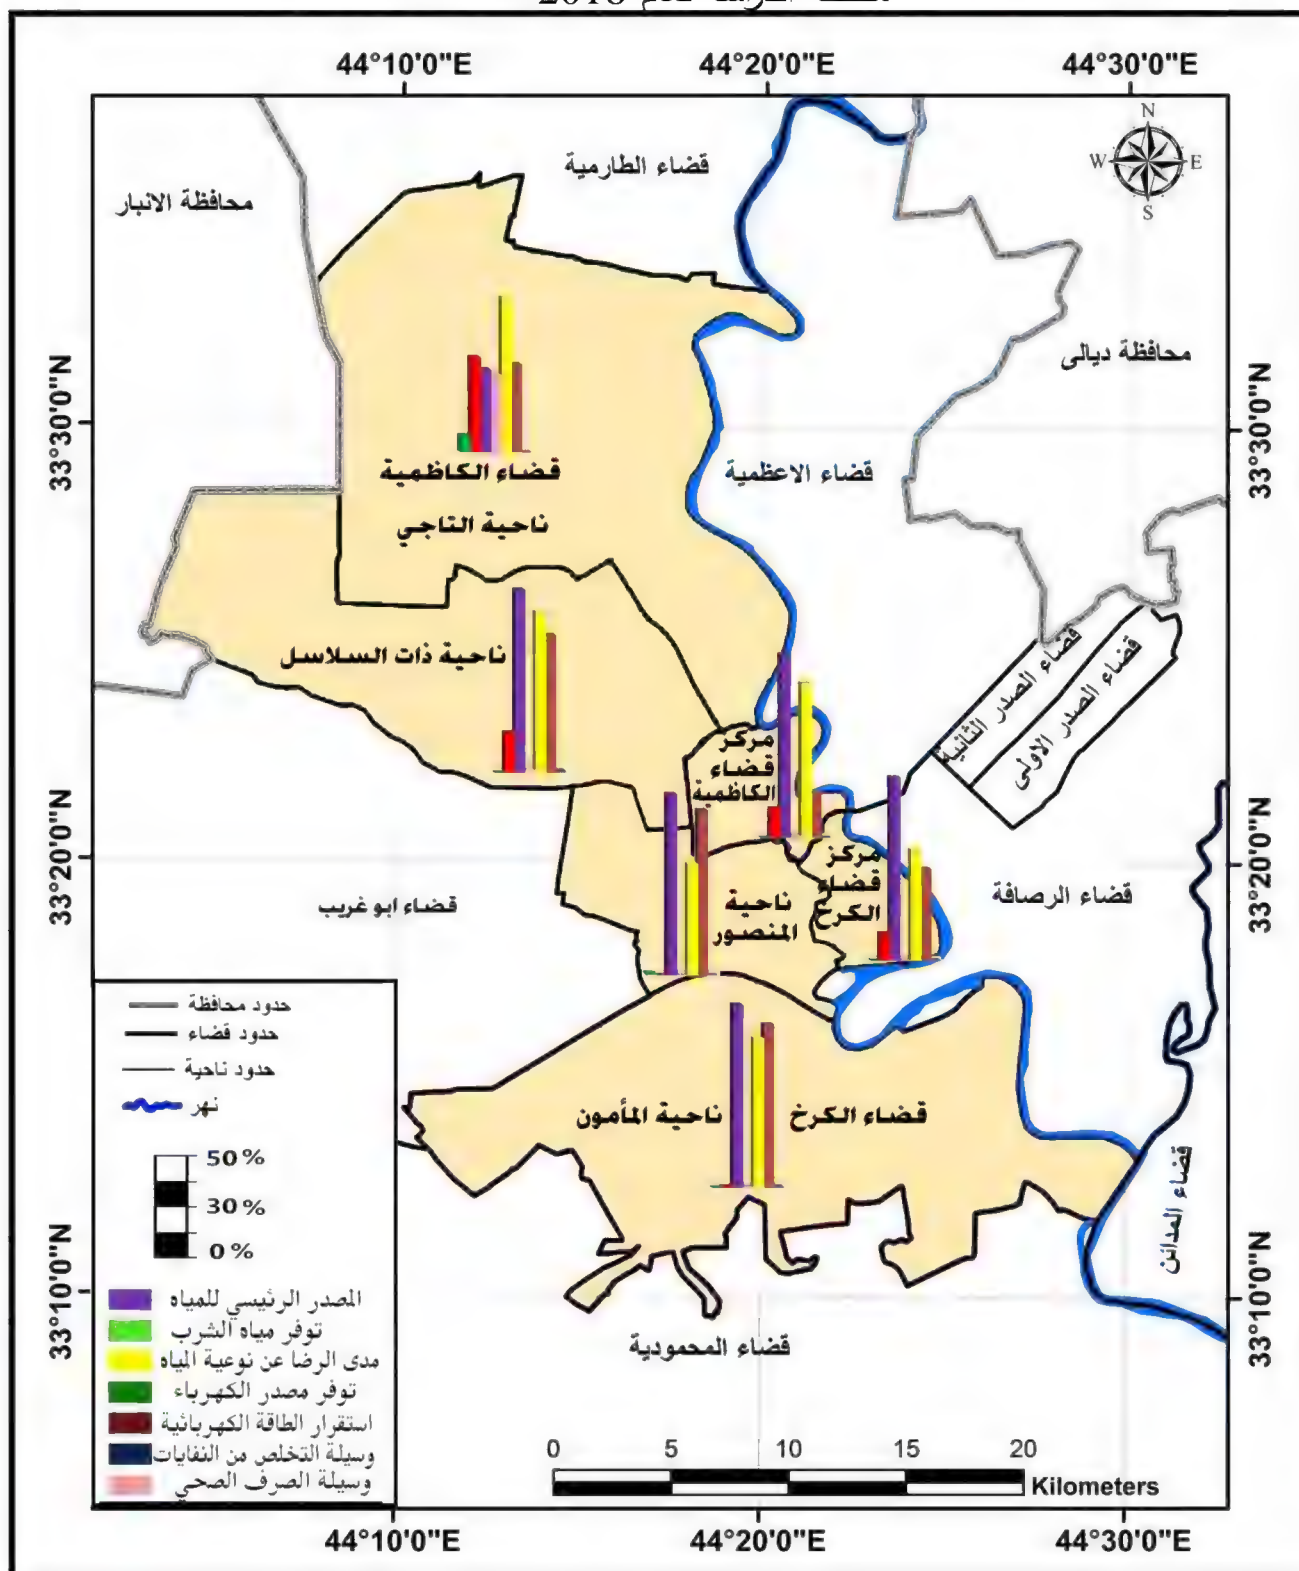 44°10'0"E 44°20'0"E 44°30'0"E
N
W E
S
قضاء الطارمية
محافظة الانبار
محافظة ديالى
33°30'0"N
33°30'0"N
قضاء الكاظمية
قضاء الاعظمية
ناحية التاجي
ناحية ذات السلاسل
قضاء الصدر الثانية
قضاء الصدر الاولى
مركز
قضاء
الكاظمية
33°20'0"N
33°20'0"N
مركز
قضاء
الكرخ
قضاء الرصافة
قضاء ابو غريب
ناحية
المنصور
حدود محافظة
حدود قضاء
حدود ناحية
نهر
قضاء الكرخ
ناحية المأمون
قضاء المدائن
50 %
30 %
0 %
33°10'0"N
33°10'0"N
المصدر الرئيسي للمياه
توفر مياه الشرب
مدى الرضا عن نوعية المياه
توفر مصدر الكهرباء
استقرار الطاقة الكهربائية
وسيلة التخلص من النفايات
وسيلة الصرف الصحي
قضاء المحمودية
0 5 10 15 20
Kilometers
44°10'0"E 44°20'0"E 44°30'0"E